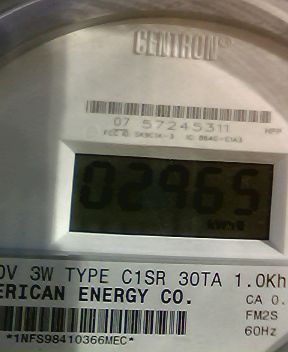 CENTRON®
07 57245311
02965
0V 3W TYPE C1SR 30TA 1.0Kh
ERICAN ENERGY CO.
CA 0.
FM2S
60Hz
*1NFS98410366MEC*